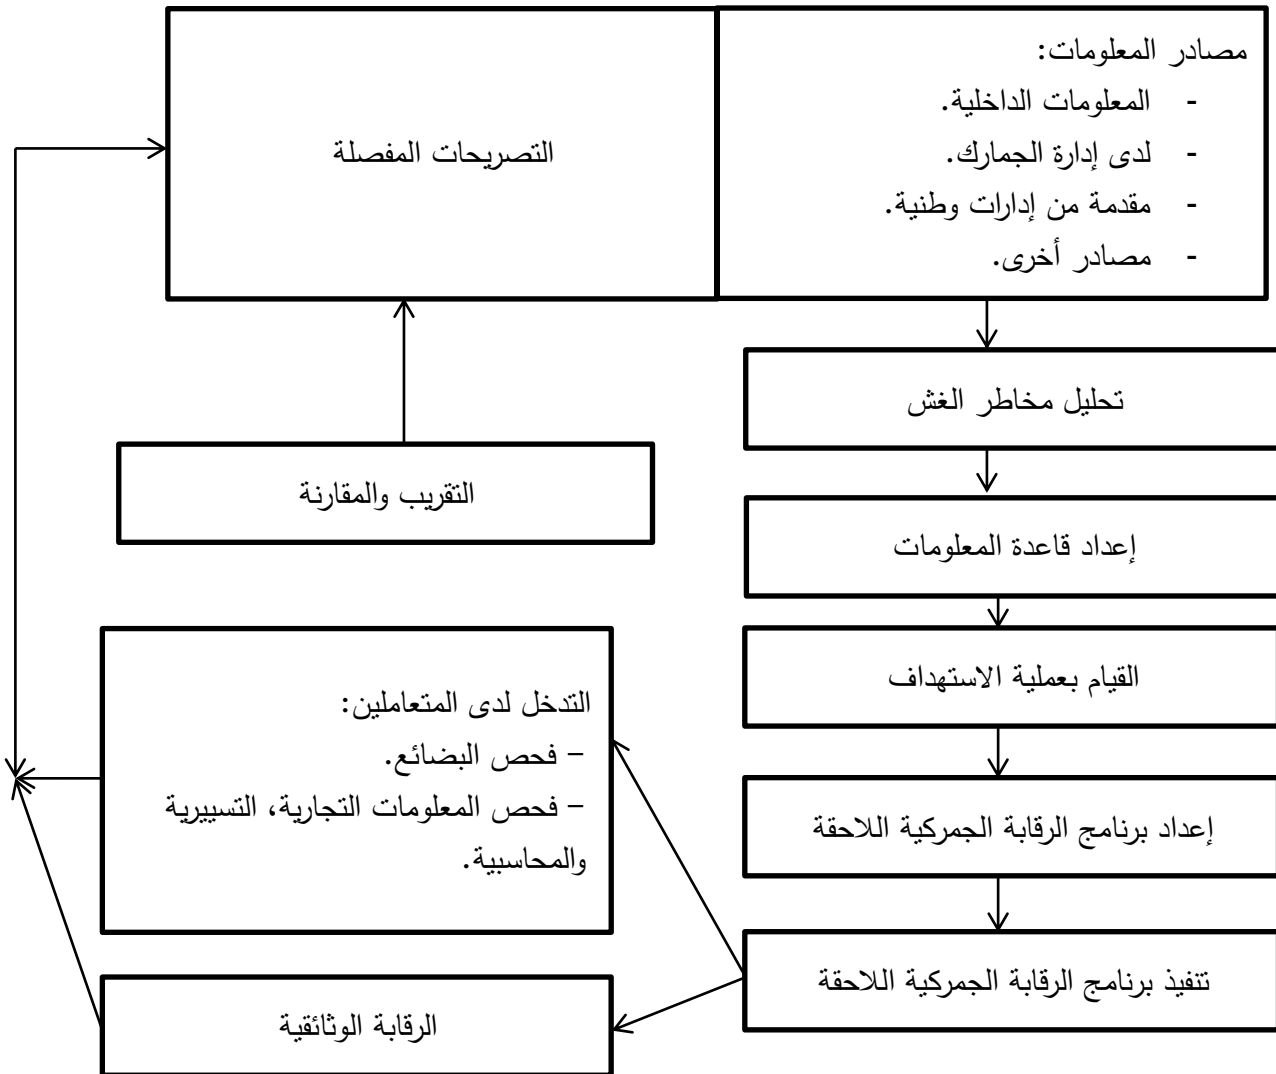 مصادر المعلومات:
- المعلومات الداخلية.
- لدى إدارة الجمارك.
- مقدمة من إدارات وطنية.
- مصادر أخرى.
التصريحات المفصلة
تحليل مخاطر الغش
التقريب والمقارنة
إعداد قاعدة المعلومات
القيام بعملية الاستهداف
التدخل لدى المتعاملين:
– فحص البضائع.
– فحص المعلومات التجارية، التسييرية
والمحاسبية.
إعداد برنامج الرقابة الجمركية اللاحقة
تنفيذ برنامج الرقابة الجمركية اللاحقة
الرقابة الوثائقية